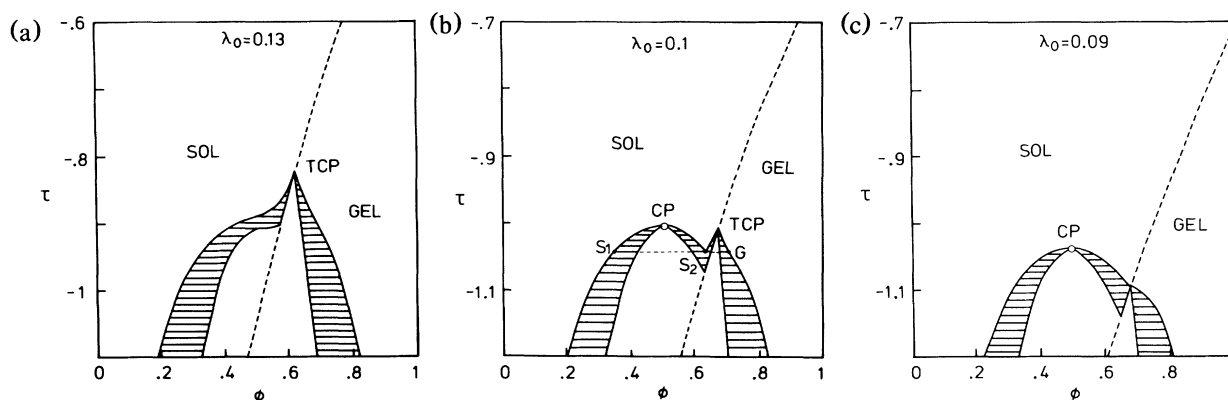 (a)
λ₀=0.13
-.6
-.8
-1
τ
SOL
TCP
GEL
0 .2 .4 .6 .8 1
ϕ
(b)
λ₀=0.1
-.7
-.9
-1.1
τ
SOL
GEL
CP
TCP
S₁
S₂
G
0 .2 .4 .6 .8 1
ϕ
(c)
λ₀=0.09
-.7
-.9
-1.1
τ
SOL
GEL
CP
0 .2 .4 .6 .8
ϕ